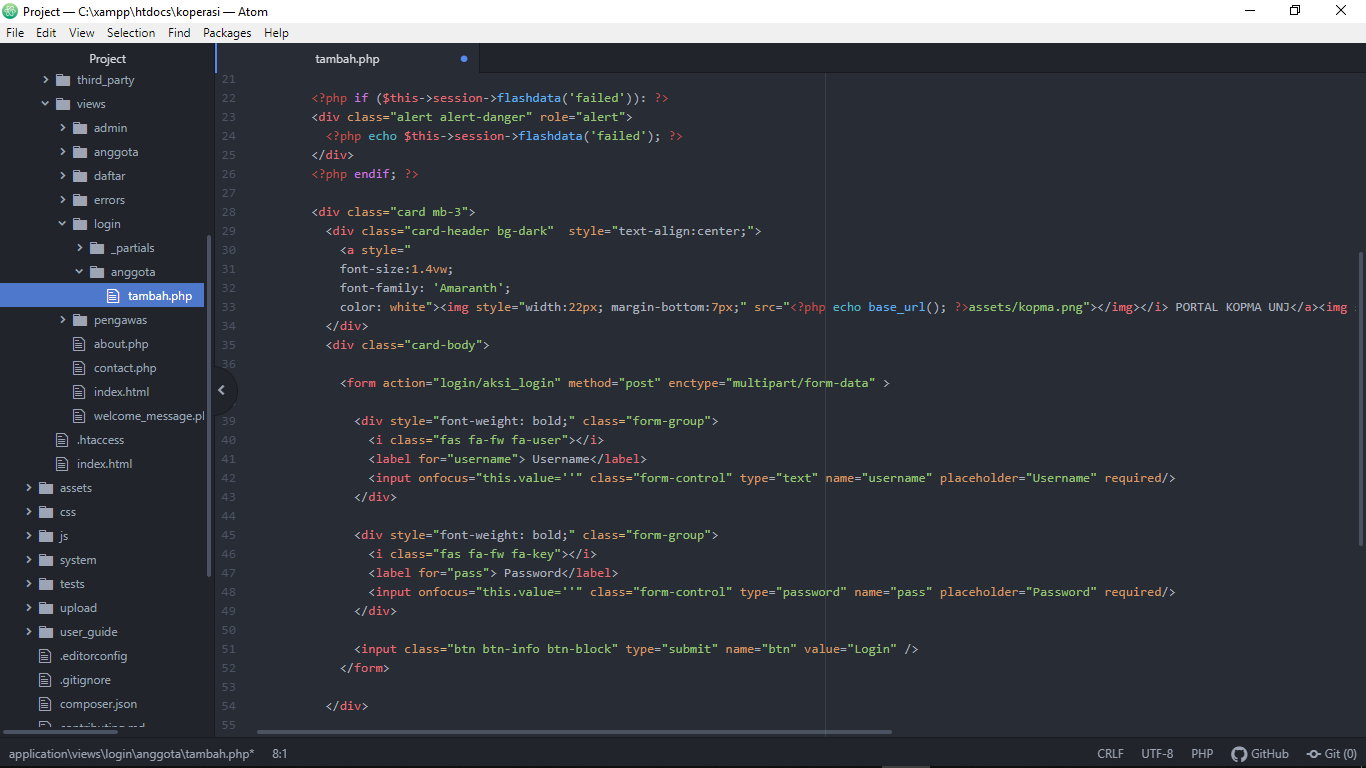 Project — C:\xampp\htdocs\koperasi — Atom
File Edit View Selection Find Packages Help
Project
third_party
views
admin
anggota
daftar
errors
login
_partials
anggota
tambah.php
pengawas
about.php
contact.php
index.html
.htaccess
index.html
assets
css
js
system
tests
upload
user_guide
.editorconfig
.gitignore
composer.json
tambah.php
21
22 <?php if ($this->session->flashdata('failed')): ?>
23 <div class="alert alert-danger" role="alert">
24 <?php echo $this->session->flashdata('failed'); ?>
25 </div>
26 <?php endif; ?>
27
28 <div class="card mb-3">
29 <div class="card-header bg-dark"  style="text-align:center;">
30 <a style="
31 font-size:1.4vw;
32 font-family: 'Amaranth';
33 color: white"><img style="width:22px; margin-bottom:7px;" src="<?php echo base_url(); ?>assets/kopma.png"></img></i> PORTAL KOPMA UNJ</a><img
34 </div>
35 <div class="card-body">
36
<form action="login/aksi_login" method="post" enctype="multipart/form-data" >
39 <div style="font-weight: bold;" class="form-group">
40 <i class="fas fa-fw fa-user"></i>
41 <label for="username"> Username</label>
42 <input onfocus="this.value=''" class="form-control" type="text" name="username" placeholder="Username" required/>
43 </div>
44
45 <div style="font-weight: bold;" class="form-group">
46 <i class="fas fa-fw fa-key"></i>
47 <label for="pass"> Password</label>
48 <input onfocus="this.value=''" class="form-control" type="password" name="pass" placeholder="Password" required/>
49 </div>
50
51 <input class="btn btn-info btn-block" type="submit" name="btn" value="Login" />
52 </form>
53
54 </div>
55
application\views\login\anggota\tambah.php* 8:1 CRLF UTF-8 PHP GitHub Git (0)